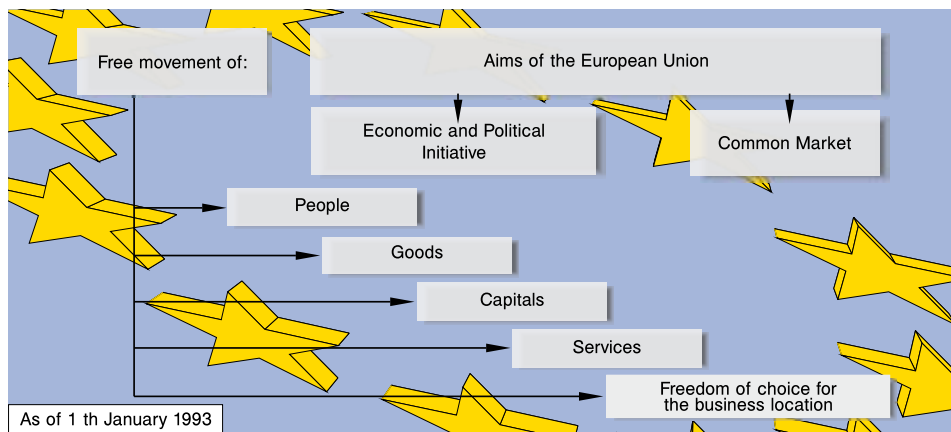 Free movement of:
Aims of the European Union
Economic and Political
Initiative
Common Market
People
Goods
Capitals
Services
Freedom of choice for
the business location
As of 1 th January 1993